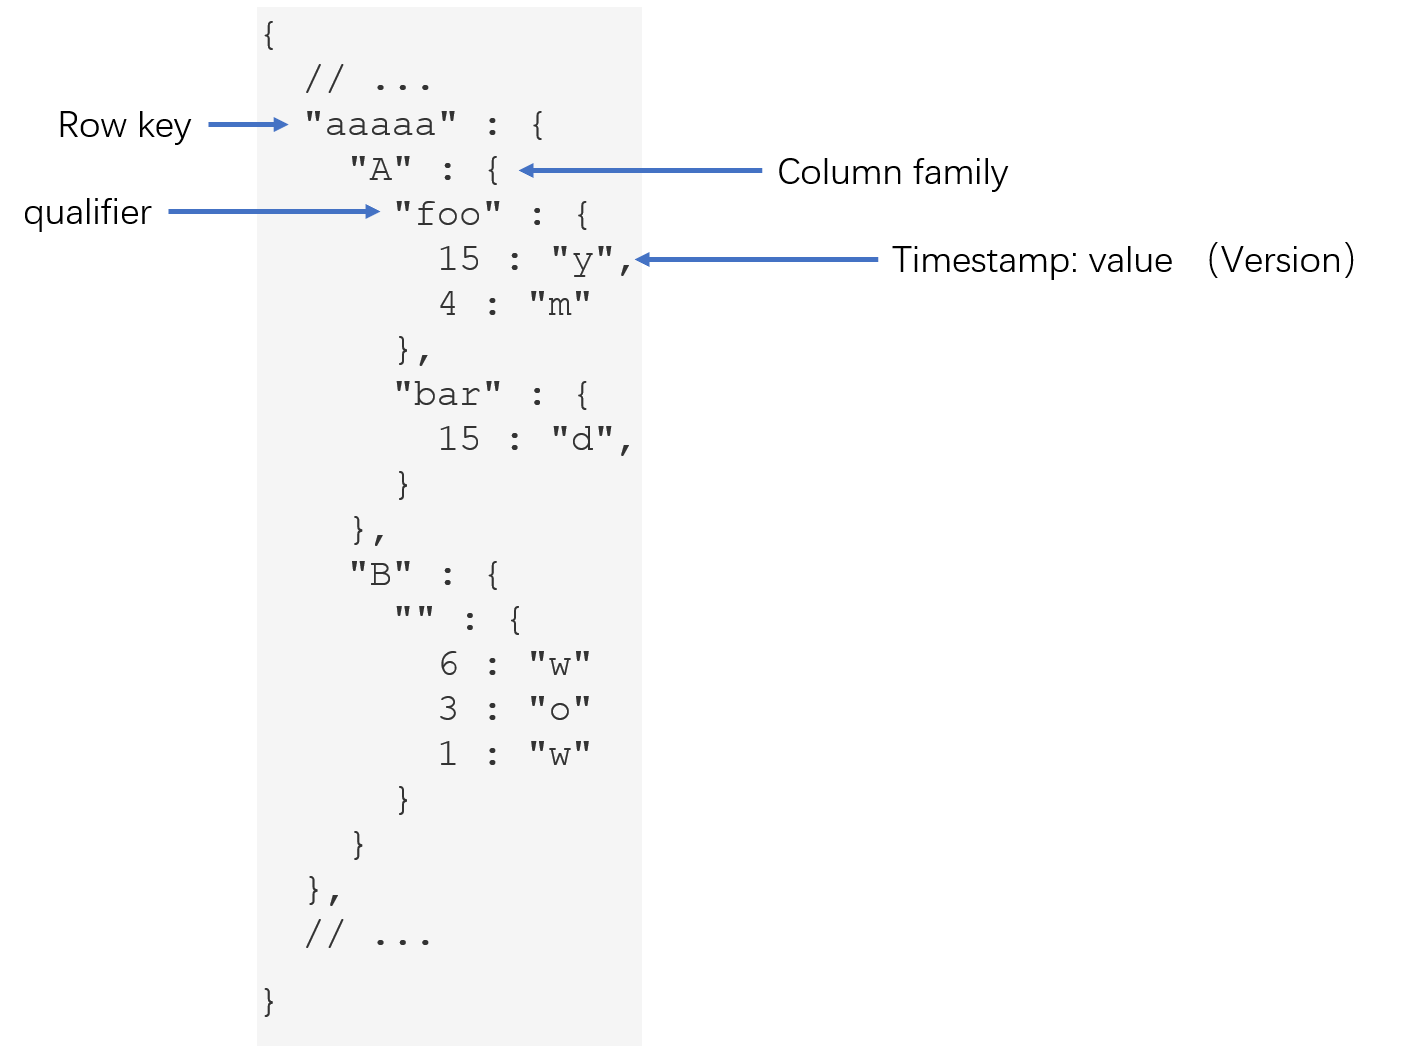 {
// ...
Row key "aaaaa" : {
"A" : { Column family
qualifier "foo" : {
15 : "y", Timestamp: value （Version）
4 : "m"
},
"bar" : {
15 : "d",
}
},
"B" : {
"" : {
6 : "w"
3 : "o"
1 : "w"
}
}
},
// ...
}